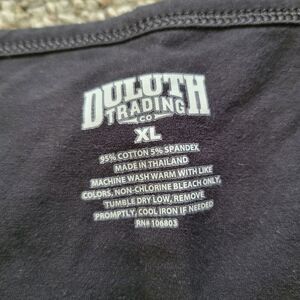 DULUTH
TRADING
CO
XL
95% COTTON 5% SPANDEX
MADE IN THAILAND
MACHINE WASH WARM WITH LIKE
COLORS, NON-CHLORINE BLEACH ONLY,
TUMBLE DRY LOW, REMOVE
PROMPTLY, COOL IRON IF NEEDED
RN# 106803